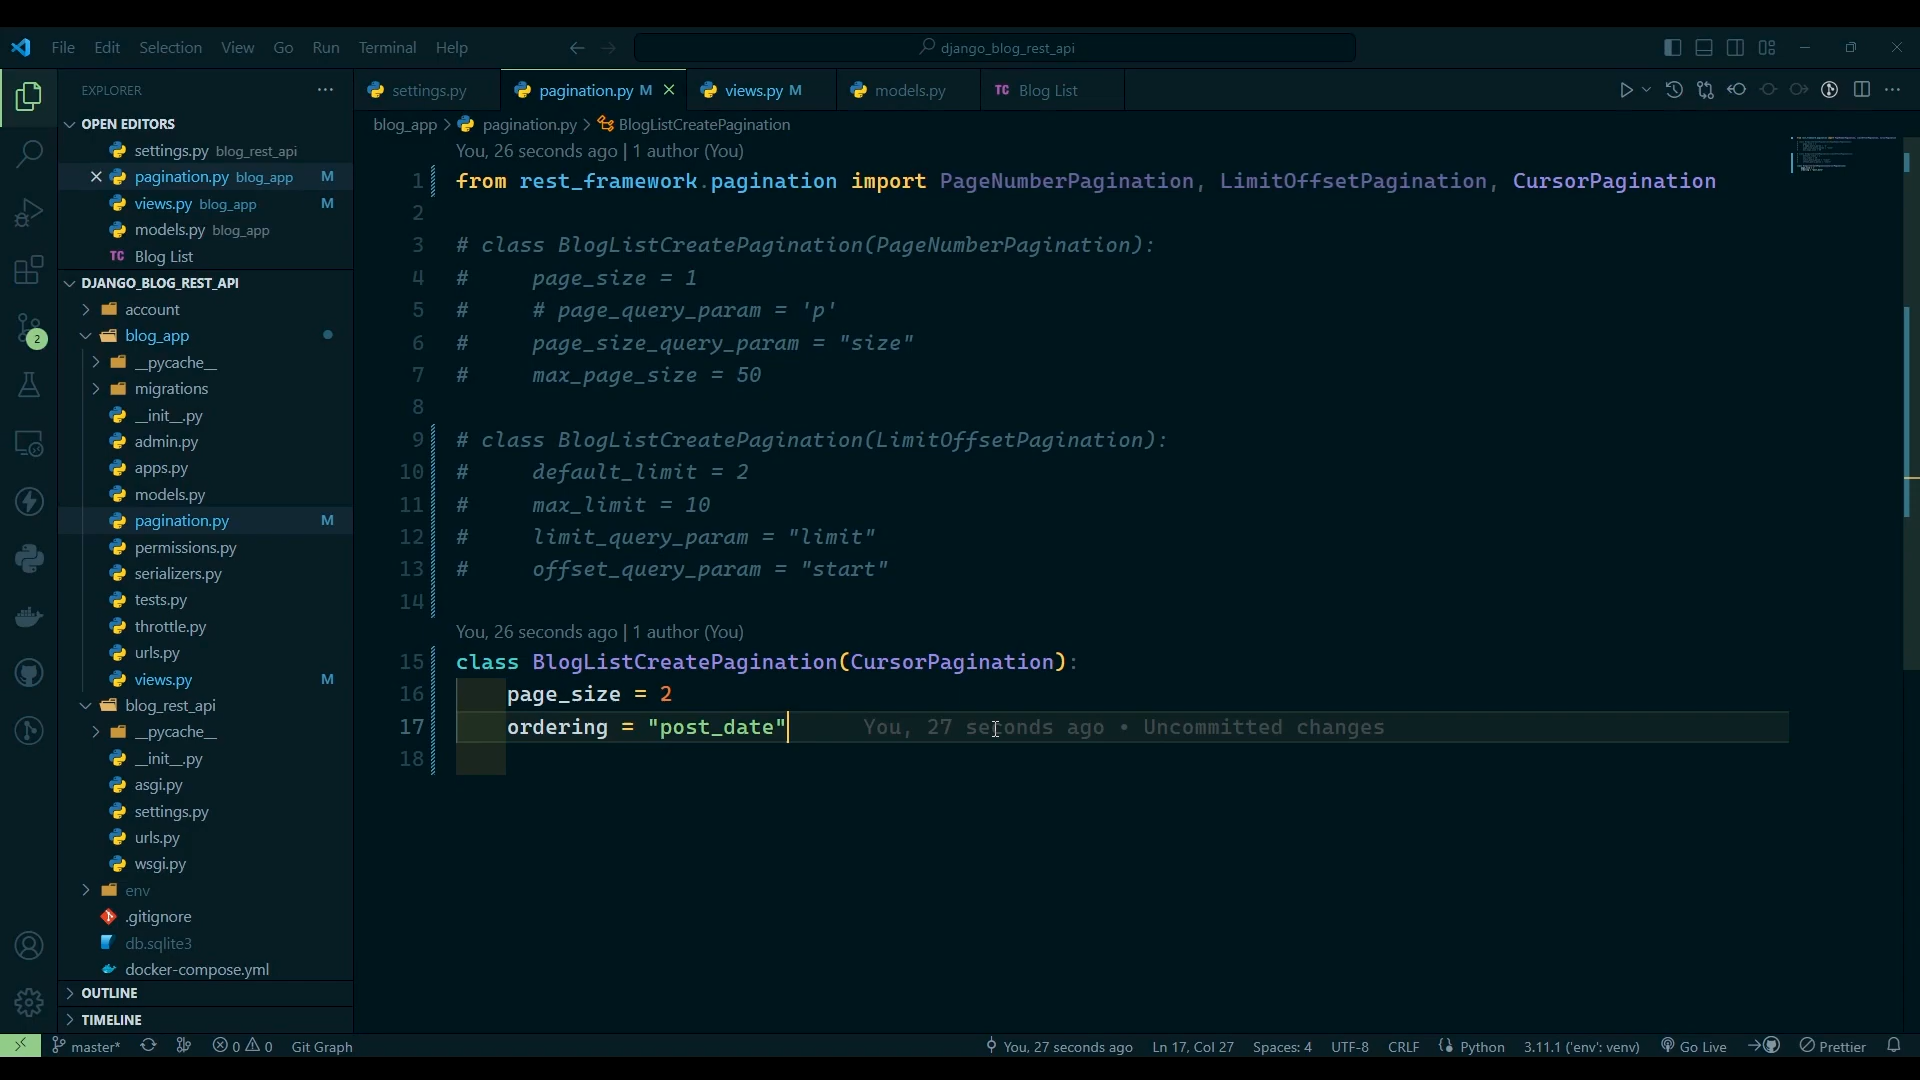 File Edit Selection View Go Run Terminal Help
django_blog_rest_api
EXPLORER
OPEN EDITORS
settings.py blog_rest_api
pagination.py blog_app M
views.py blog_app M
models.py blog_app
TC Blog List
DJANGO_BLOG_REST_API
account
blog_app
__pycache__
migrations
__init__.py
admin.py
apps.py
models.py
pagination.py M
permissions.py
serializers.py
tests.py
throttle.py
urls.py
views.py M
blog_rest_api
__pycache__
__init__.py
asgi.py
settings.py
urls.py
wsgi.py
env
.gitignore
db.sqlite3
docker-compose.yml
OUTLINE
TIMELINE
2
settings.py pagination.py M views.py M models.py TC Blog List
blog_app > pagination.py > BlogListCreatePagination
You, 26 seconds ago | 1 author (You)
1 from rest_framework.pagination import PageNumberPagination, LimitOffsetPagination, CursorPagination
2
3 # class BlogListCreatePagination(PageNumberPagination):
4 #     page_size = 1
5 #     # page_query_param = 'p'
6 #     page_size_query_param = "size"
7 #     max_page_size = 50
8
9 # class BlogListCreatePagination(LimitOffsetPagination):
10 #     default_limit = 2
11 #     max_limit = 10
12 #     limit_query_param = "limit"
13 #     offset_query_param = "start"
14
You, 26 seconds ago | 1 author (You)
15 class BlogListCreatePagination(CursorPagination):
16     page_size = 2
17     ordering = "post_date" You, 27 seconds ago • Uncommitted changes
18
master* 0 0 Git Graph You, 27 seconds ago Ln 17, Col 27 Spaces: 4 UTF-8 CRLF Python 3.11.1 ('env': venv) Go Live Prettier